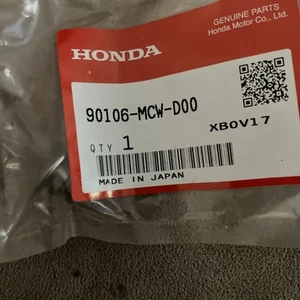 GENUINE PARTS
Honda Motor Co., Ltd.
HONDA
90106-MCW-D00
XB0V17
QTY 1
MADE IN JAPAN